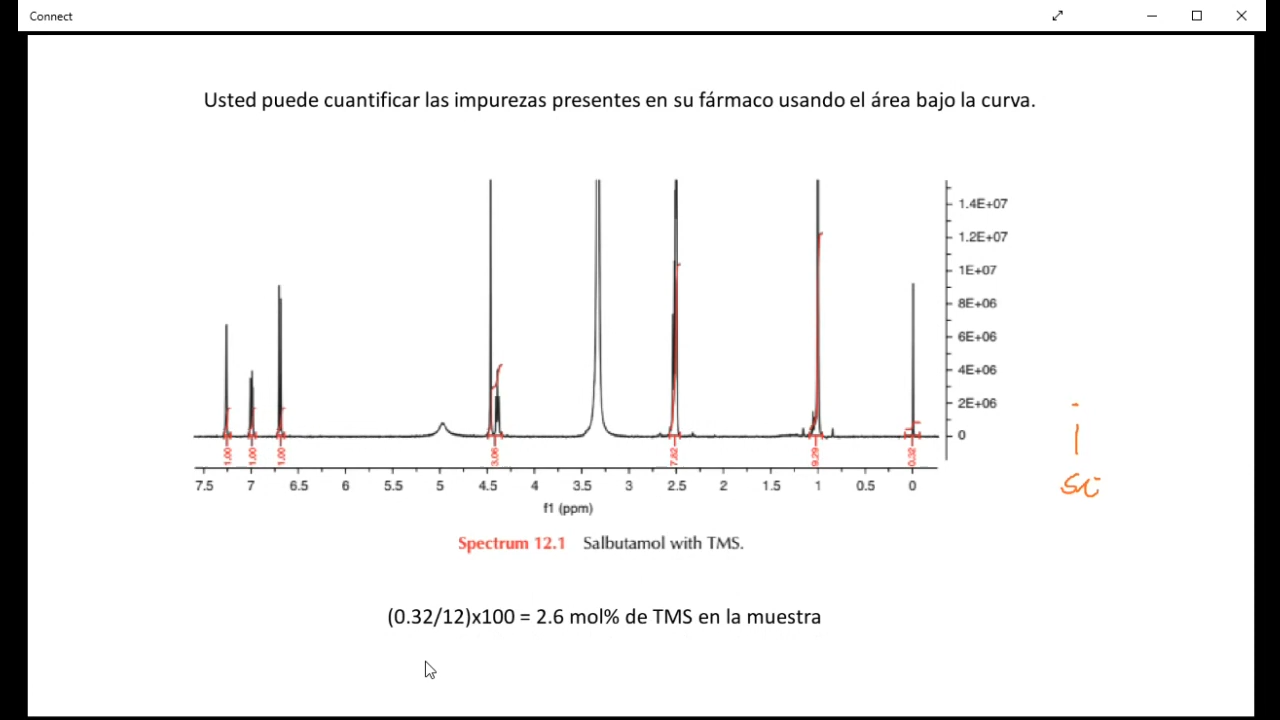 Connect
Usted puede cuantificar las impurezas presentes en su fármaco usando el área bajo la curva.
1.4E+07
1.2E+07
1E+07
8E+06
6E+06
4E+06
2E+06
0
1.00
1.00
1.00
3.06
7.82
9.29
0.32
7.5 7 6.5 6 5.5 5 4.5 4 3.5 3 2.5 2 1.5 1 0.5 0
f1 (ppm)
Spectrum 12.1 Salbutamol with TMS.
(0.32/12)x100 = 2.6 mol% de TMS en la muestra